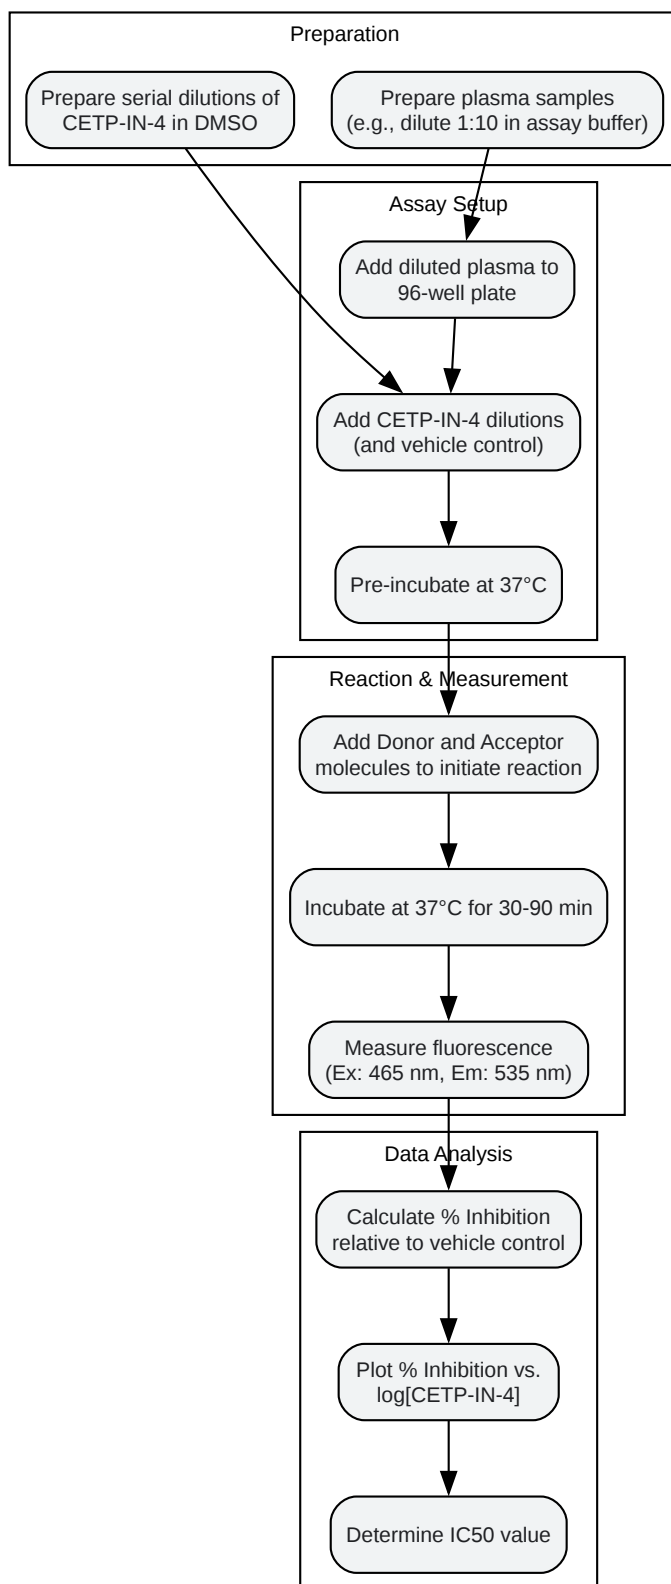 Preparation
Prepare serial dilutions of
CETP-IN-4 in DMSO
Prepare plasma samples
(e.g., dilute 1:10 in assay buffer)
Assay Setup
Add diluted plasma to
96-well plate
Add CETP-IN-4 dilutions
(and vehicle control)
Pre-incubate at 37°C
Reaction & Measurement
Add Donor and Acceptor
molecules to initiate reaction
Incubate at 37°C for 30-90 min
Measure fluorescence
(Ex: 465 nm, Em: 535 nm)
Data Analysis
Calculate % Inhibition
relative to vehicle control
Plot % Inhibition vs.
log[CETP-IN-4]
Determine IC50 value